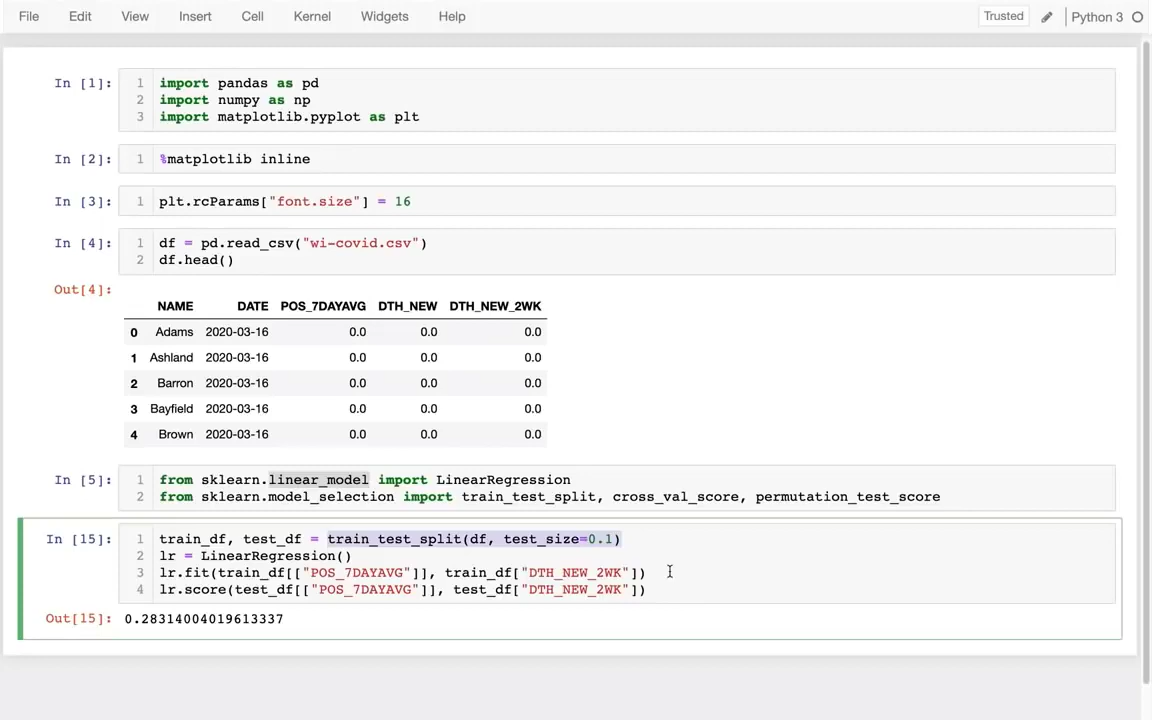 File Edit View Insert Cell Kernel Widgets Help Trusted Python 3
In [1]: 1 import pandas as pd
2 import numpy as np
3 import matplotlib.pyplot as plt
In [2]: 1 %matplotlib inline
In [3]: 1 plt.rcParams["font.size"] = 16
In [4]: 1 df = pd.read_csv("wi-covid.csv")
2 df.head()
Out[4]:
NAME DATE POS_7DAYAVG DTH_NEW DTH_NEW_2WK
0 Adams 2020-03-16 0.0 0.0 0.0
1 Ashland 2020-03-16 0.0 0.0 0.0
2 Barron 2020-03-16 0.0 0.0 0.0
3 Bayfield 2020-03-16 0.0 0.0 0.0
4 Brown 2020-03-16 0.0 0.0 0.0
In [5]: 1 from sklearn.linear_model import LinearRegression
2 from sklearn.model_selection import train_test_split, cross_val_score, permutation_test_score
In [15]: 1 train_df, test_df = train_test_split(df, test_size=0.1)
2 lr = LinearRegression()
3 lr.fit(train_df[["POS_7DAYAVG"]], train_df["DTH_NEW_2WK"])
4 lr.score(test_df[["POS_7DAYAVG"]], test_df["DTH_NEW_2WK"])
Out[15]: 0.28314004019613337